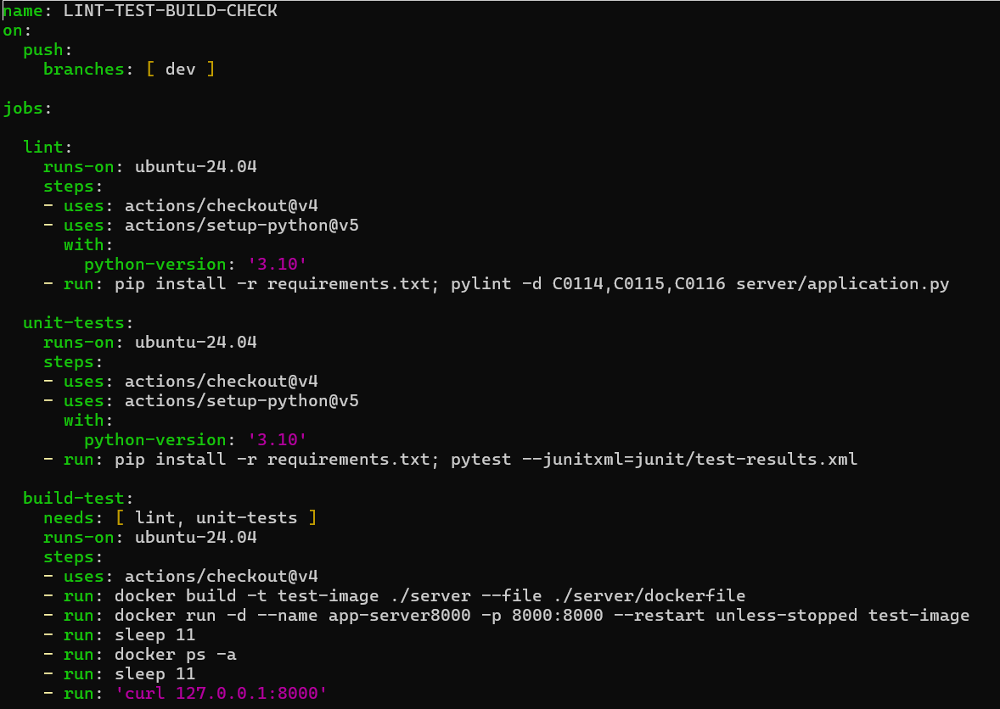 name: LINT-TEST-BUILD-CHECK
on:
  push:
    branches: [ dev ]

jobs:

  lint:
    runs-on: ubuntu-24.04
    steps:
    - uses: actions/checkout@v4
    - uses: actions/setup-python@v5
      with:
        python-version: '3.10'
    - run: pip install -r requirements.txt; pylint -d C0114,C0115,C0116 server/application.py

  unit-tests:
    runs-on: ubuntu-24.04
    steps:
    - uses: actions/checkout@v4
    - uses: actions/setup-python@v5
      with:
        python-version: '3.10'
    - run: pip install -r requirements.txt; pytest --junitxml=junit/test-results.xml

  build-test:
    needs: [ lint, unit-tests ]
    runs-on: ubuntu-24.04
    steps:
    - uses: actions/checkout@v4
    - run: docker build -t test-image ./server --file ./server/dockerfile
    - run: docker run -d --name app-server8000 -p 8000:8000 --restart unless-stopped test-image
    - run: sleep 11
    - run: docker ps -a
    - run: sleep 11
    - run: 'curl 127.0.0.1:8000'